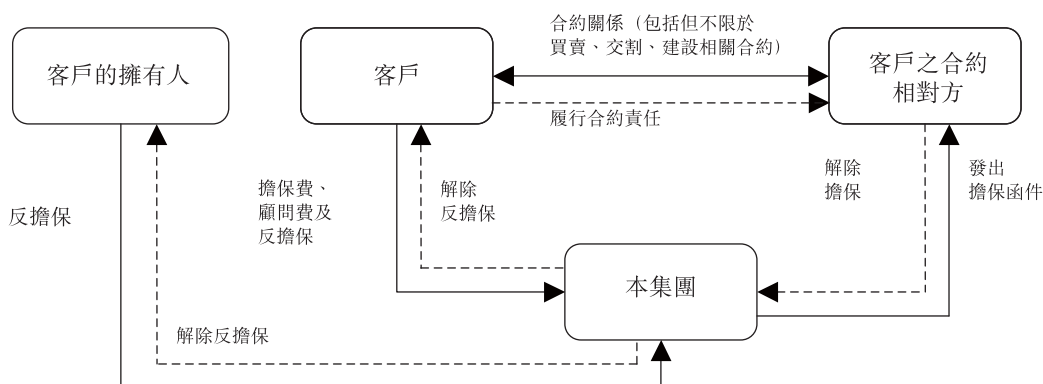 合約關係（包括但不限於
買賣、交割、建設相關合約）
客戶的擁有人
客戶
客戶之合約
相對方
履行合約責任
反擔保
擔保費、
顧問費及
反擔保
解除
反擔保
解除
擔保
發出
擔保函件
本集團
解除反擔保